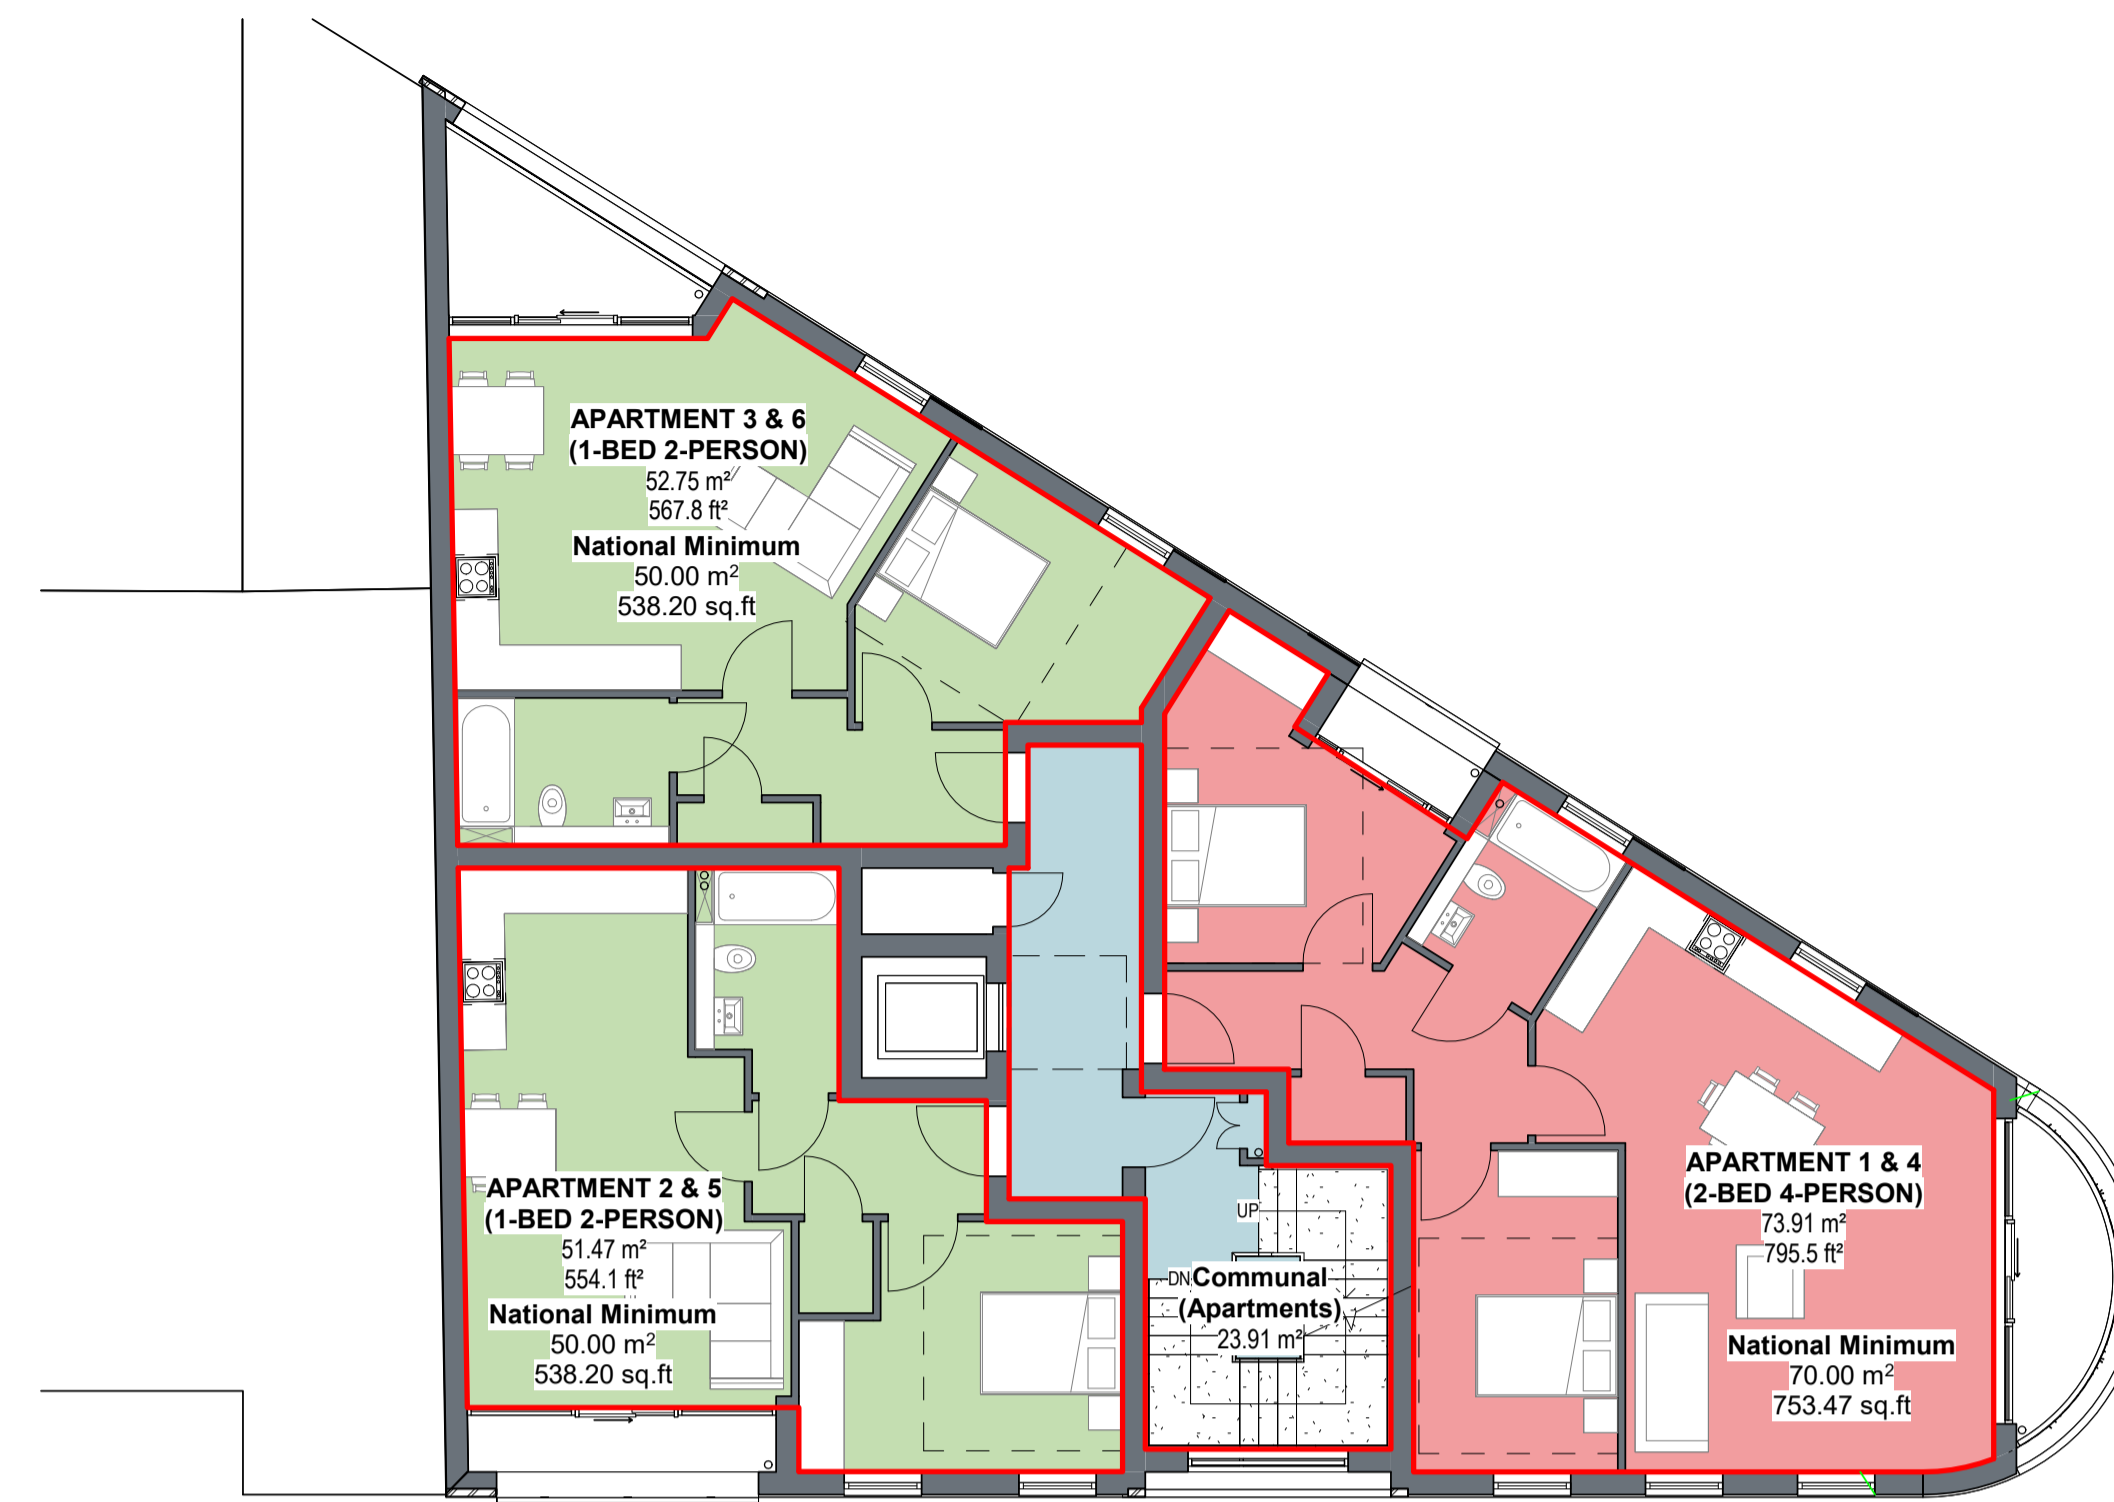 APARTMENT 3 & 6
(1-BED 2-PERSON)
52.75 m²
567.8 ft²
National Minimum
50.00 m²
538.20 sq.ft
APARTMENT 2 & 5
(1-BED 2-PERSON)
51.47 m²
554.1 ft²
National Minimum
50.00 m²
538.20 sq.ft
UP
DN
Communal
(Apartments)
23.91 m²
APARTMENT 1 & 4
(2-BED 4-PERSON)
73.91 m²
795.5 ft²
National Minimum
70.00 m²
753.47 sq.ft